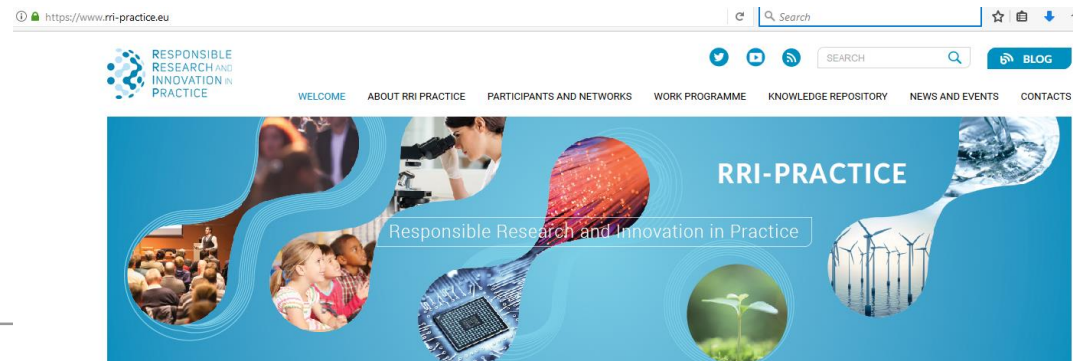 https://www.rri-practice.eu
Search
RESPONSIBLE
RESEARCH AND
INNOVATION IN
PRACTICE
SEARCH
BLOG
WELCOME ABOUT RRI PRACTICE PARTICIPANTS AND NETWORKS WORK PROGRAMME KNOWLEDGE REPOSITORY NEWS AND EVENTS CONTACTS
RRI-PRACTICE
Responsible Research and Innovation in Practice